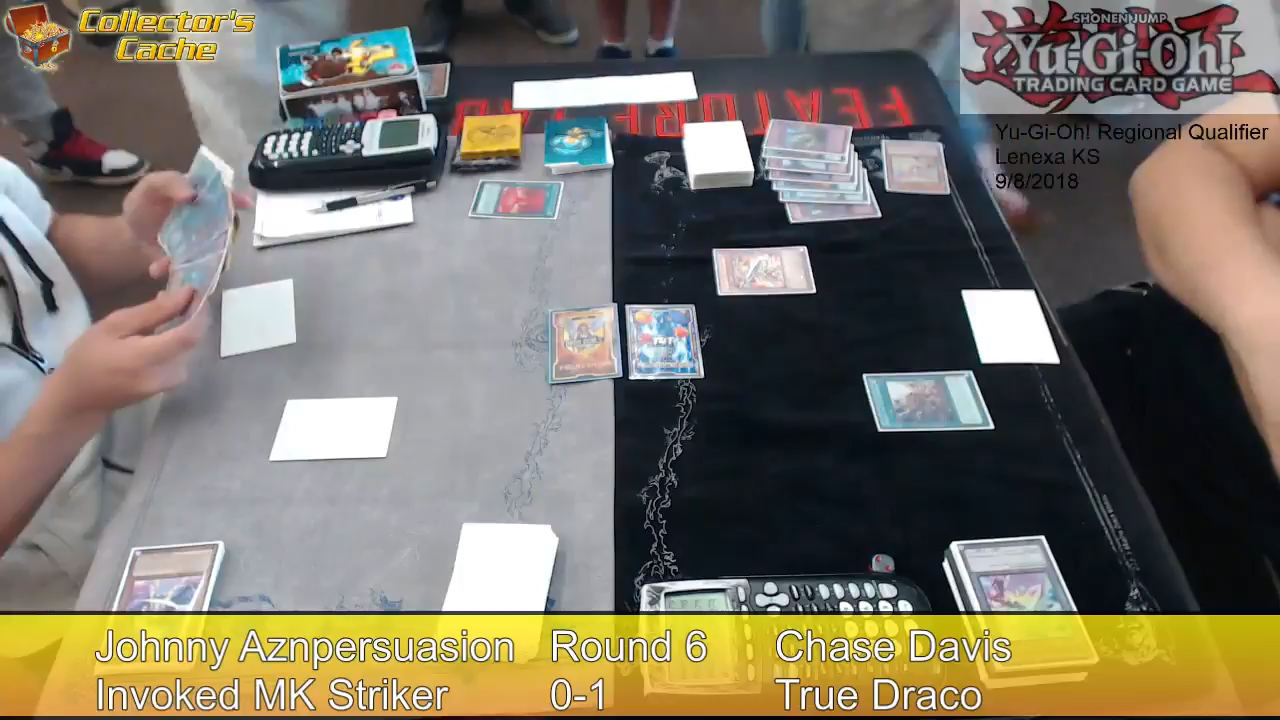 Collector's
Cache
SHONEN JUMP
Yu-Gi-Oh!
TRADING CARD GAME
Yu-Gi-Oh! Regional Qualifier
Lenexa KS
9/8/2018
FEATURE
Johnny Aznpersuasion
Round 6
Chase Davis
Invoked MK Striker
0-1
True Draco